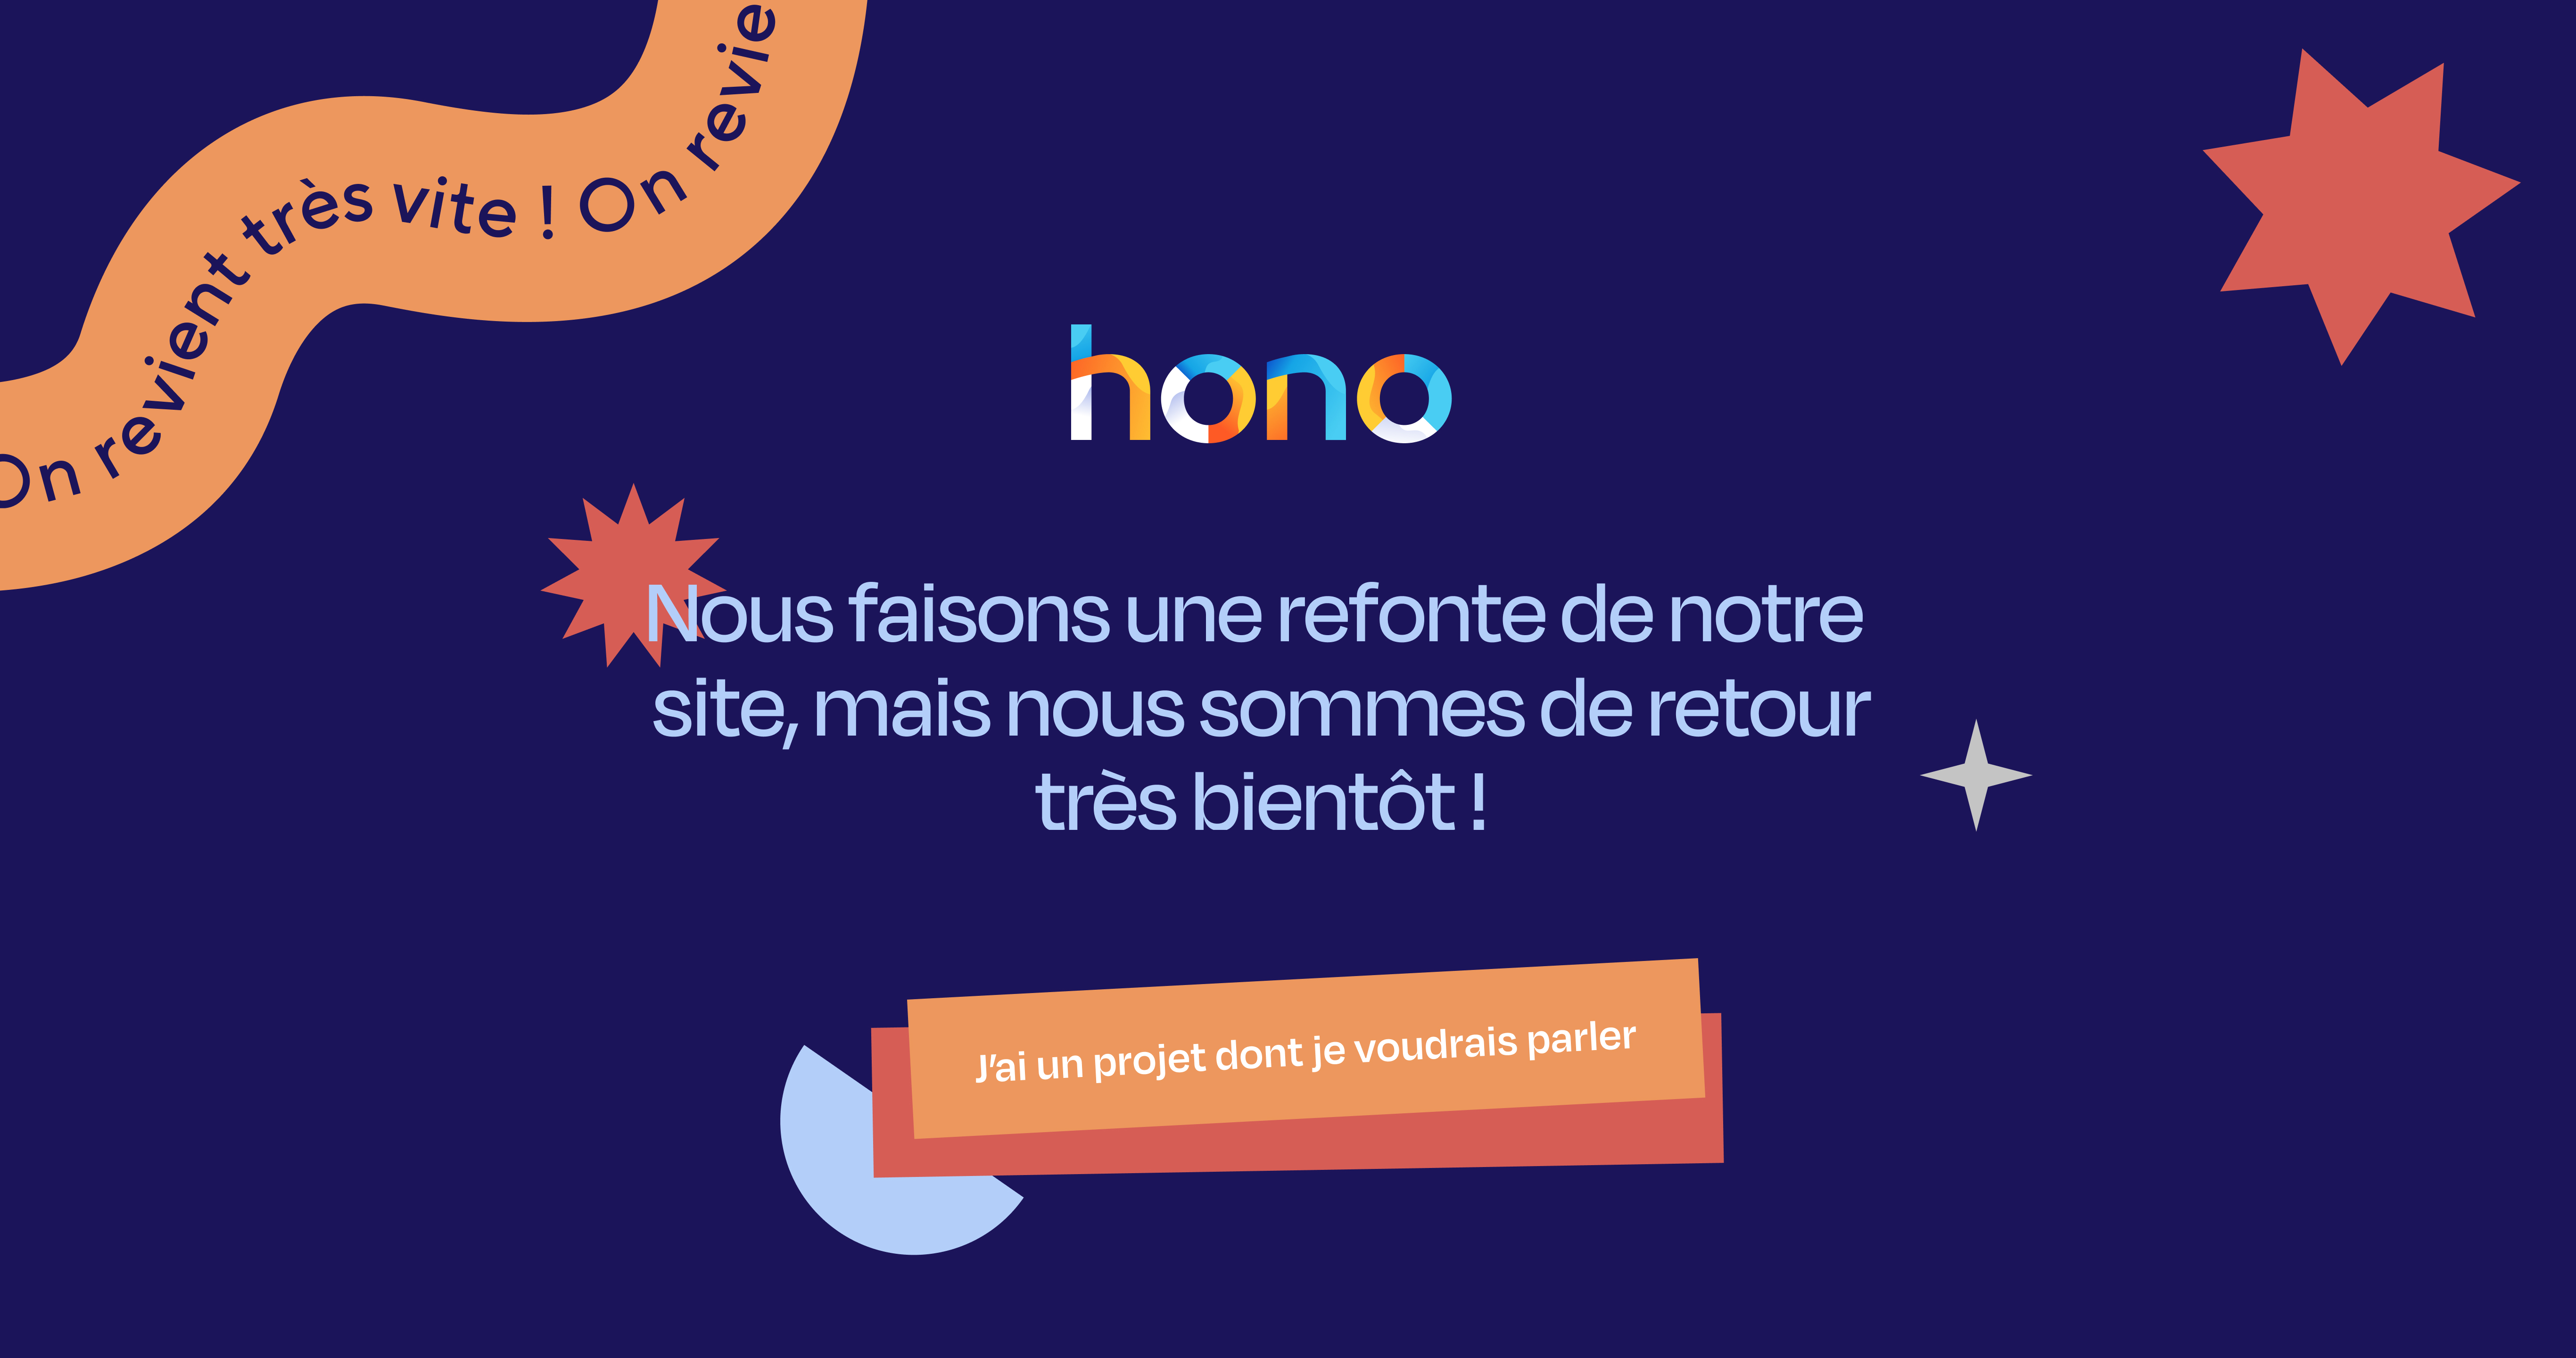 On revient très vite ! On revie
hono
Nous faisons une refonte de notre
site, mais nous sommes de retour
très bientôt !
J’ai un projet dont je voudrais parler